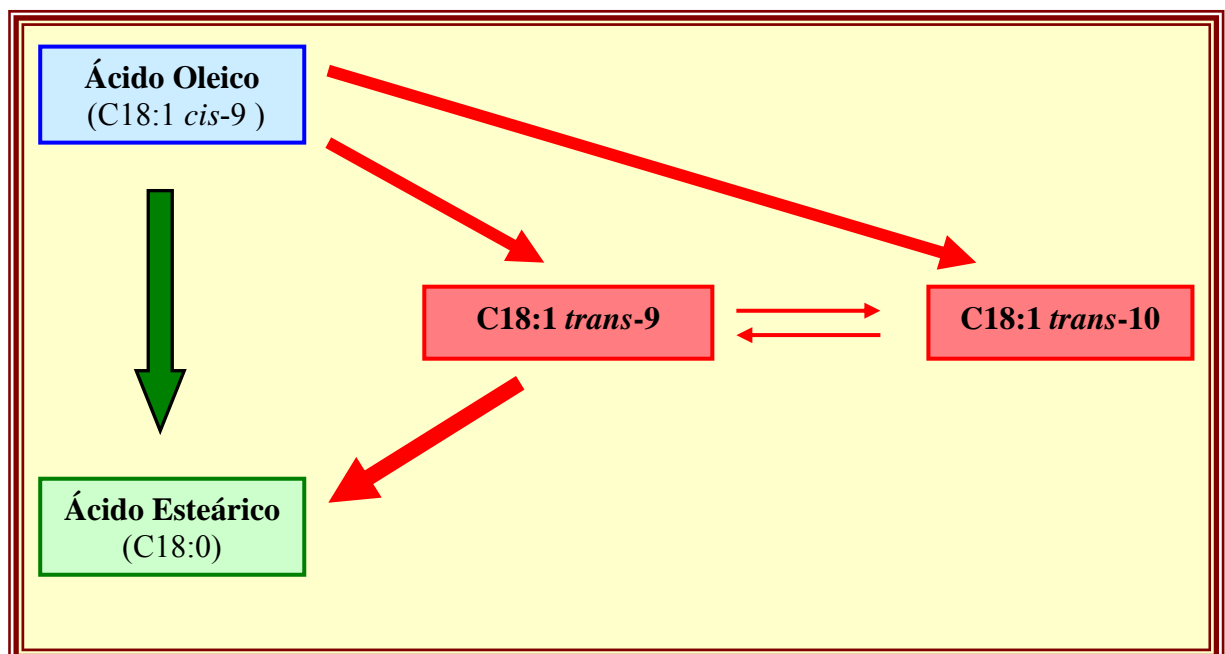 Ácido Oleico
(C18:1 cis-9 )
C18:1 trans-9
C18:1 trans-10
Ácido Esteárico
(C18:0)